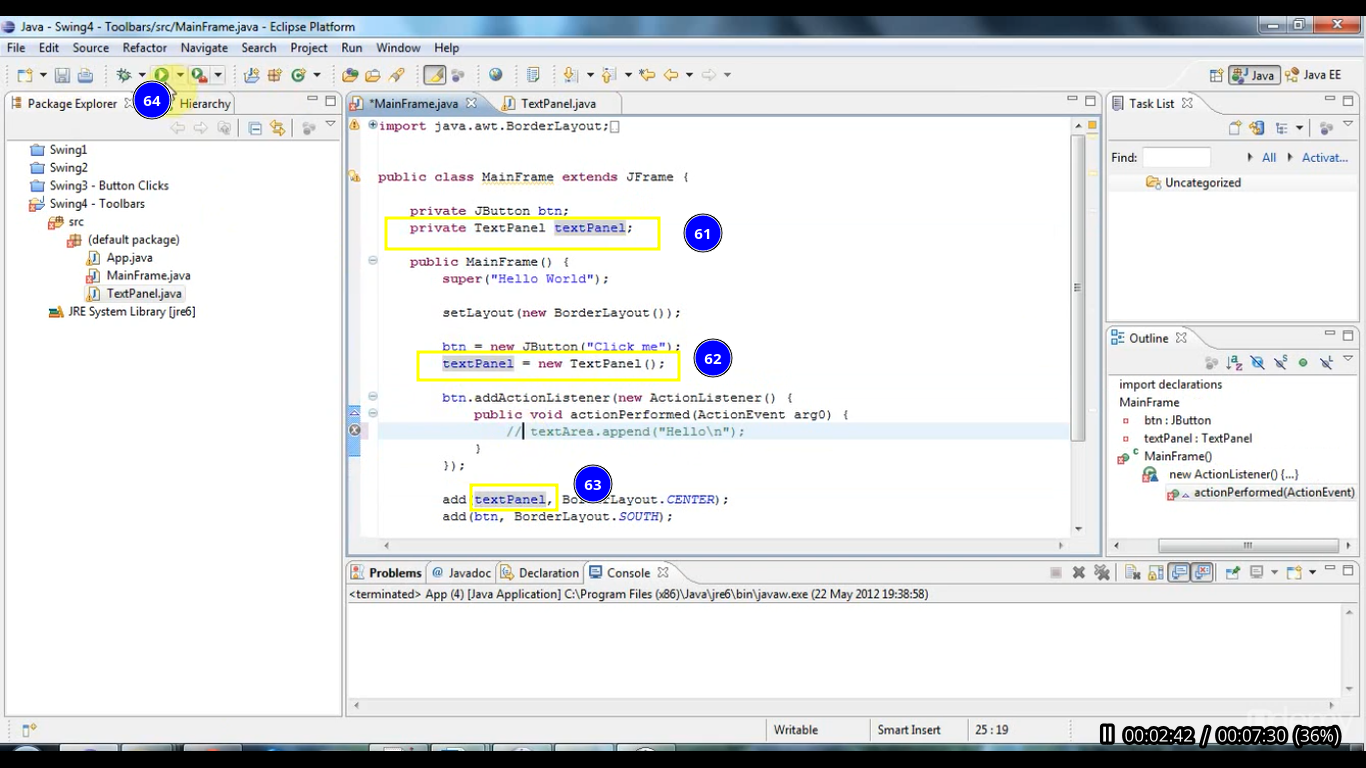 Java - Swing4 - Toolbars/src/MainFrame.java - Eclipse Platform
File Edit Source Refactor Navigate Search Project Run Window Help
Java Java EE
64
Package Explorer Hierarchy
*MainFrame.java TextPanel.java
Task List
Swing1
Swing2
Swing3 - Button Clicks
Swing4 - Toolbars
src
(default package)
App.java
MainFrame.java
TextPanel.java
JRE System Library [jre6]
import java.awt.BorderLayout;
public class MainFrame extends JFrame {
private JButton btn;
private TextPanel textPanel;
61
public MainFrame() {
super("Hello World");
setLayout(new BorderLayout());
btn = new JButton("Click me");
textPanel = new TextPanel();
62
btn.addActionListener(new ActionListener() {
public void actionPerformed(ActionEvent arg0) {
// textArea.append("Hello\n");
}
});
63
add textPanel, BorderLayout.CENTER);
add(btn, BorderLayout.SOUTH);
Find: All Activat...
Uncategorized
Outline
import declarations
MainFrame
btn : JButton
textPanel : TextPanel
MainFrame()
new ActionListener() {...}
actionPerformed(ActionEvent)
Problems Javadoc Declaration Console
<terminated> App (4) [Java Application] C:\Program Files (x86)\Java\jre6\bin\javaw.exe (22 May 2012 19:38:58)
Writable Smart Insert 25 : 19
00:02:42 / 00:07:30 (36%)